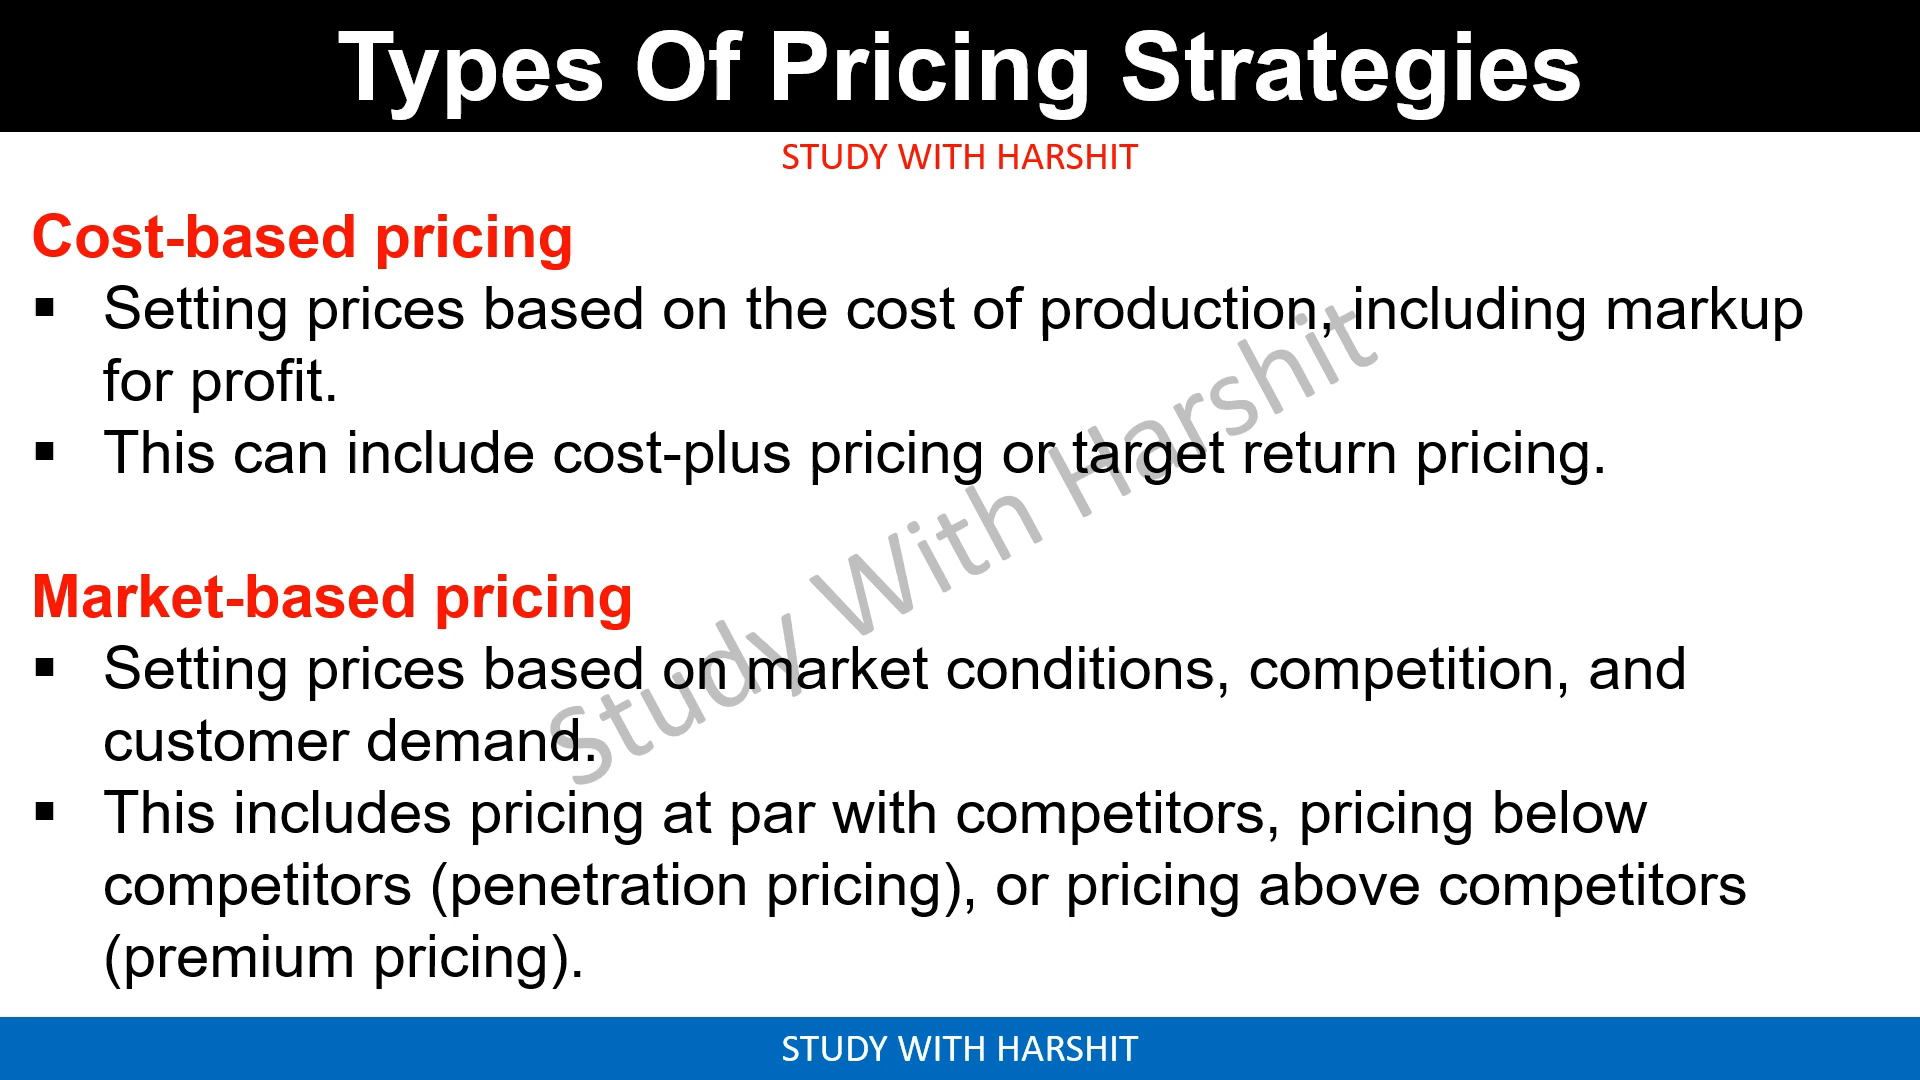 Types Of Pricing Strategies
STUDY WITH HARSHIT
Cost-based pricing
▪ Setting prices based on the cost of production, including markup
for profit.
▪ This can include cost-plus pricing or target return pricing.
Market-based pricing
▪ Setting prices based on market conditions, competition, and
customer demand.
▪ This includes pricing at par with competitors, pricing below
competitors (penetration pricing), or pricing above competitors
(premium pricing).
Study With Harshit
STUDY WITH HARSHIT